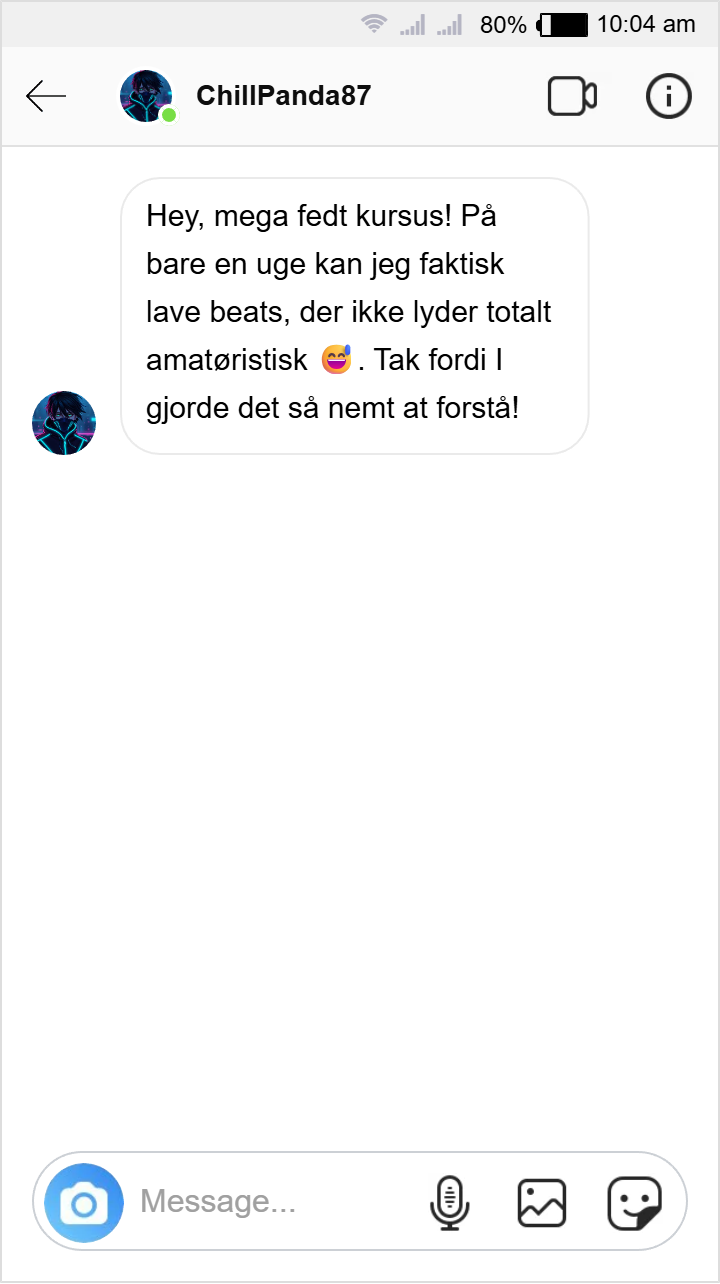 80% 10:04 am
ChillPanda87
Hey, mega fedt kursus! På
bare en uge kan jeg faktisk
lave beats, der ikke lyder totalt
amatøristisk 😅. Tak fordi I
gjorde det så nemt at forstå!
Message...